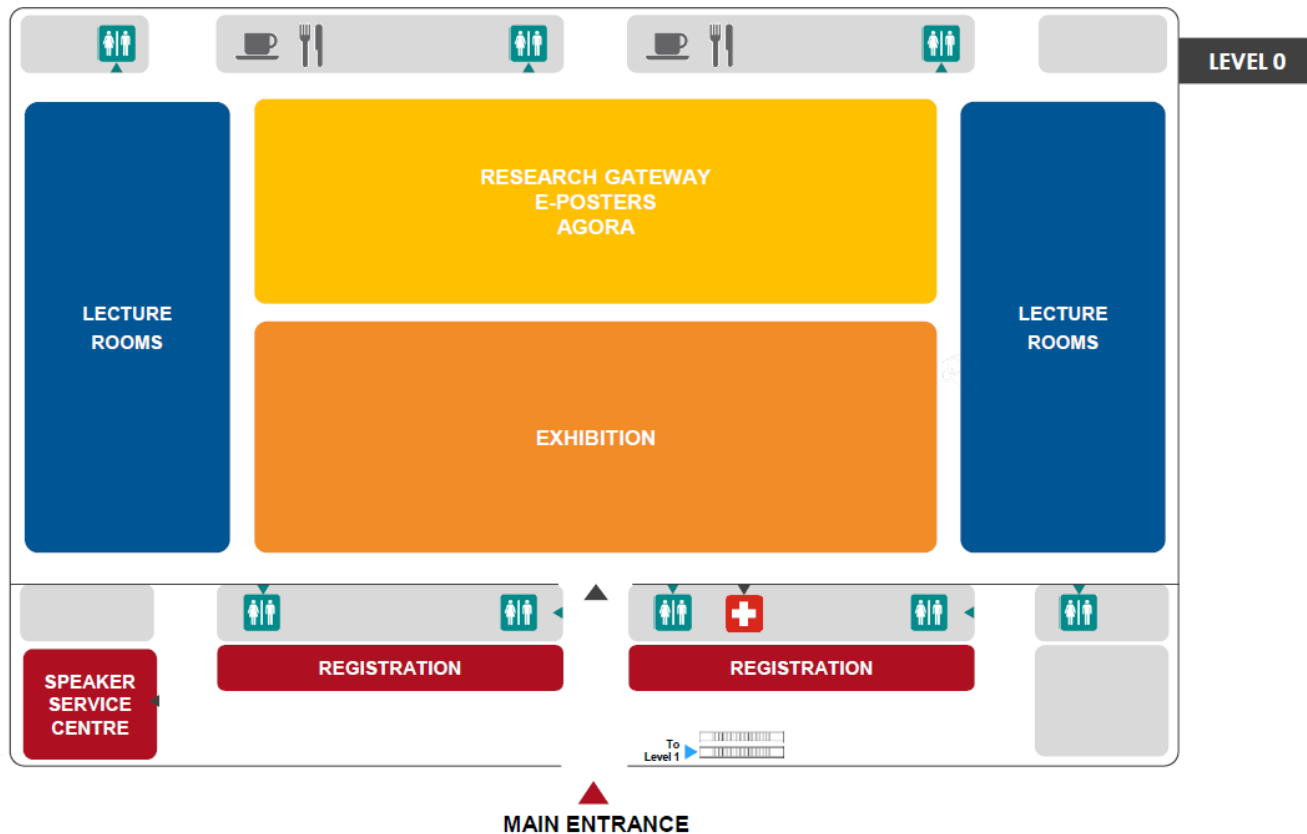 LEVEL 0
RESEARCH GATEWAY
E-POSTERS
AGORA
LECTURE
ROOMS
LECTURE
ROOMS
EXHIBITION
REGISTRATION
REGISTRATION
SPEAKER
SERVICE
CENTRE
To
Level 1
MAIN ENTRANCE